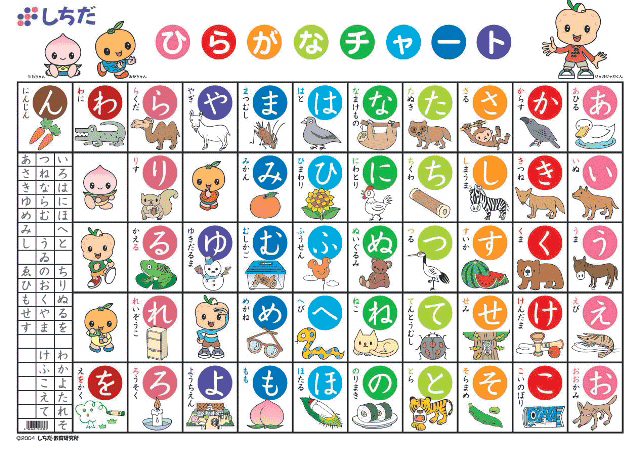 しちだ
ひらがなチャート
あ
あひる
い
いぬ
う
うま
え
えび
お
おおかみ
か
からす
き
きつね
く
くま
け
けんだま
こ
こいのぼり
さ
さる
し
しまうま
す
すいか
せ
せみ
そ
そらまめ
た
たぬき
ち
ちくわ
つ
つる
て
てんとうむし
と
とら
な
なまけもの
に
にわとり
ぬ
ぬいぐるみ
ね
ねこ
の
のりまき
は
はと
ひ
ひまわり
ふ
ふうせん
へ
へび
ほ
ほたる
ま
まつむし
み
みかん
む
むしかご
め
めがね
も
もも
や
やぎ
ゆ
ゆきだるま
よ
ようちえん
ら
らくだ
り
りす
る
かえる
れ
れいぞうこ
ろ
ろうそく
わ
わに
を
えをかく
ん
にんじん
いろはにほへと ちりぬるを わかよたれそ
つねならむ うゐのおくやま けふこえて
あさきゆめみし ゑひもせす
©2004 しちだ・教育研究所